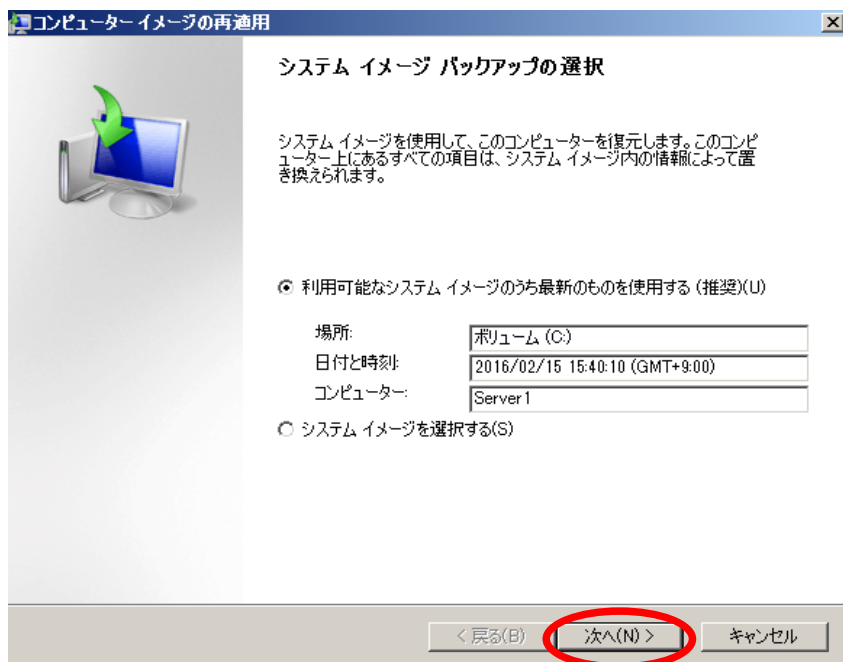 コンピューター イメージの再適用
システム イメージ バックアップの選択
システム イメージを使用して、このコンピューターを復元します。このコンピ
ューター上にあるすべての項目は、システム イメージ内の情報によって置
き換えられます。
利用可能なシステム イメージのうち最新のものを使用する (推奨)(U)
場所: ボリューム (C:)
日付と時刻: 2016/02/15 15:40:10 (GMT+9:00)
コンピューター: Server1
システム イメージを選択する(S)
< 戻る(B) 次へ(N) > キャンセル